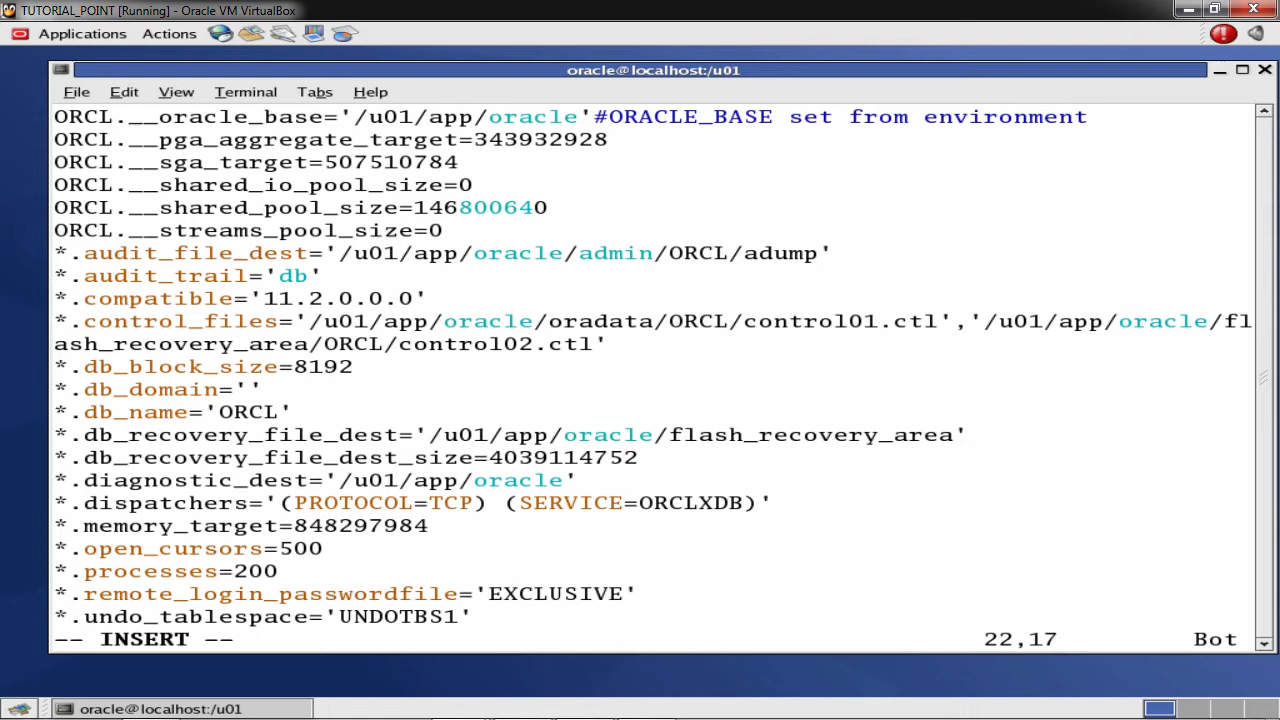 TUTORIAL_POINT [Running] - Oracle VM VirtualBox
Applications Actions
oracle@localhost:/u01
File Edit View Terminal Tabs Help
ORCL.__oracle_base='/u01/app/oracle'#ORACLE_BASE set from environment
ORCL.__pga_aggregate_target=343932928
ORCL.__sga_target=507510784
ORCL.__shared_io_pool_size=0
ORCL.__shared_pool_size=146800640
ORCL.__streams_pool_size=0
*.audit_file_dest='/u01/app/oracle/admin/ORCL/adump'
*.audit_trail='db'
*.compatible='11.2.0.0.0'
*.control_files='/u01/app/oracle/oradata/ORCL/control01.ctl','/u01/app/oracle/fl
ash_recovery_area/ORCL/control02.ctl'
*.db_block_size=8192
*.db_domain=''
*.db_name='ORCL'
*.db_recovery_file_dest='/u01/app/oracle/flash_recovery_area'
*.db_recovery_file_dest_size=4039114752
*.diagnostic_dest='/u01/app/oracle'
*.dispatchers='(PROTOCOL=TCP) (SERVICE=ORCLXDB)'
*.memory_target=848297984
*.open_cursors=500
*.processes=200
*.remote_login_passwordfile='EXCLUSIVE'
*.undo_tablespace='UNDOTBS1'
-- INSERT -- 22,17 Bot
oracle@localhost:/u01